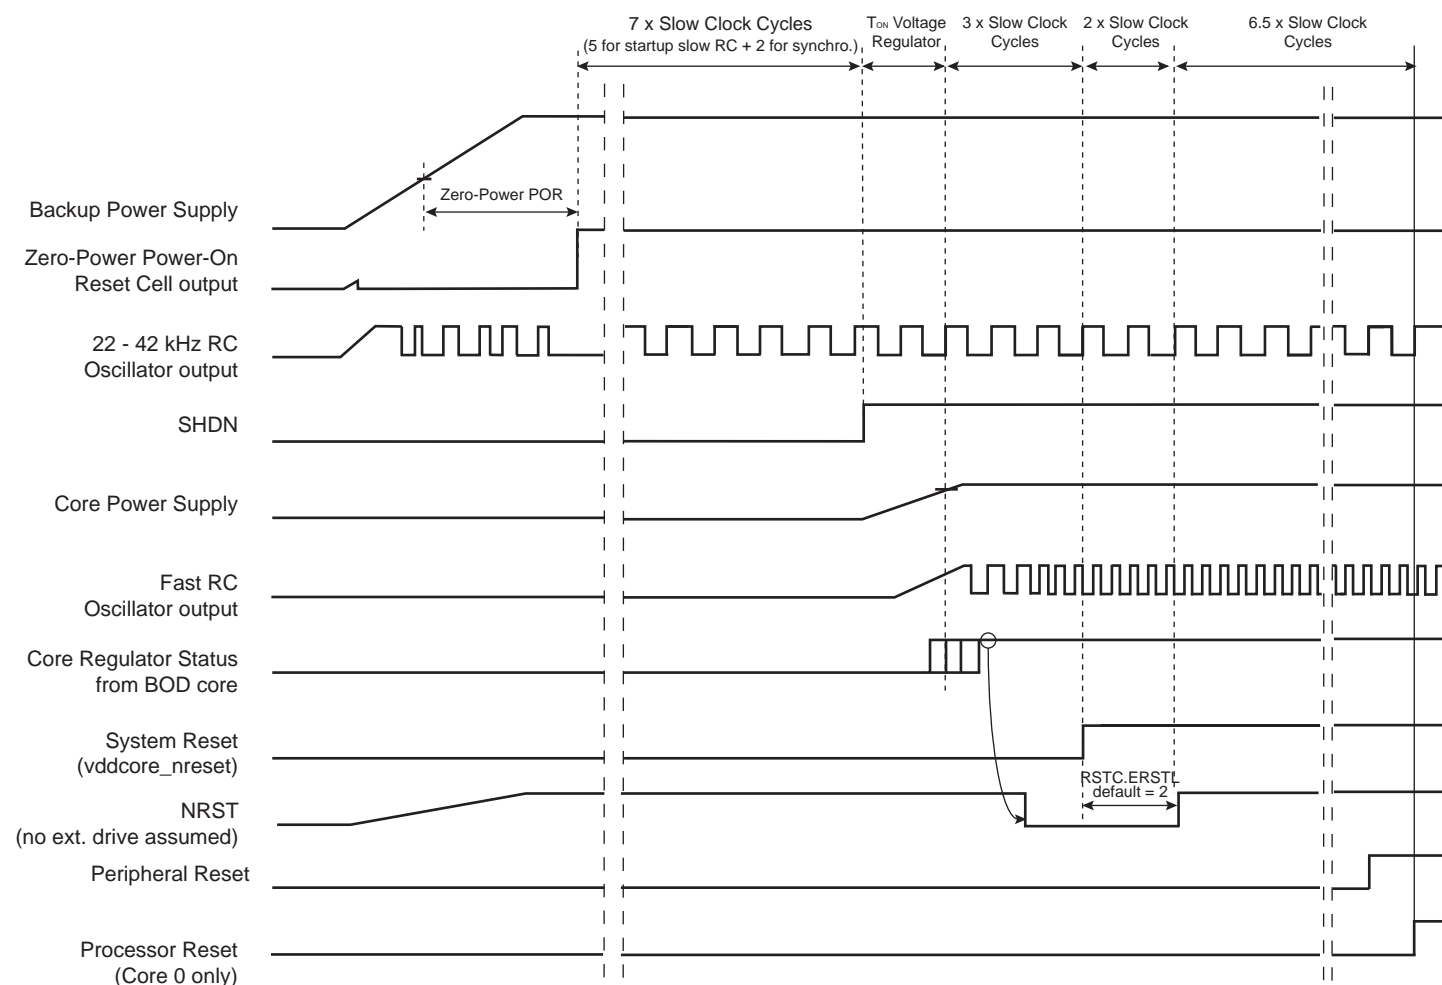 7 x Slow Clock Cycles
(5 for startup slow RC + 2 for synchro.)
TON Voltage
Regulator
3 x Slow Clock
Cycles
2 x Slow Clock
Cycles
6.5 x Slow Clock
Cycles
Zero-Power POR
Backup Power Supply
Zero-Power Power-On
Reset Cell output
22 - 42 kHz RC
Oscillator output
SHDN
Core Power Supply
Fast RC
Oscillator output
Core Regulator Status
from BOD core
System Reset
(vddcore_nreset)
RSTC.ERSTL
default = 2
NRST
(no ext. drive assumed)
Peripheral Reset
Processor Reset
(Core 0 only)